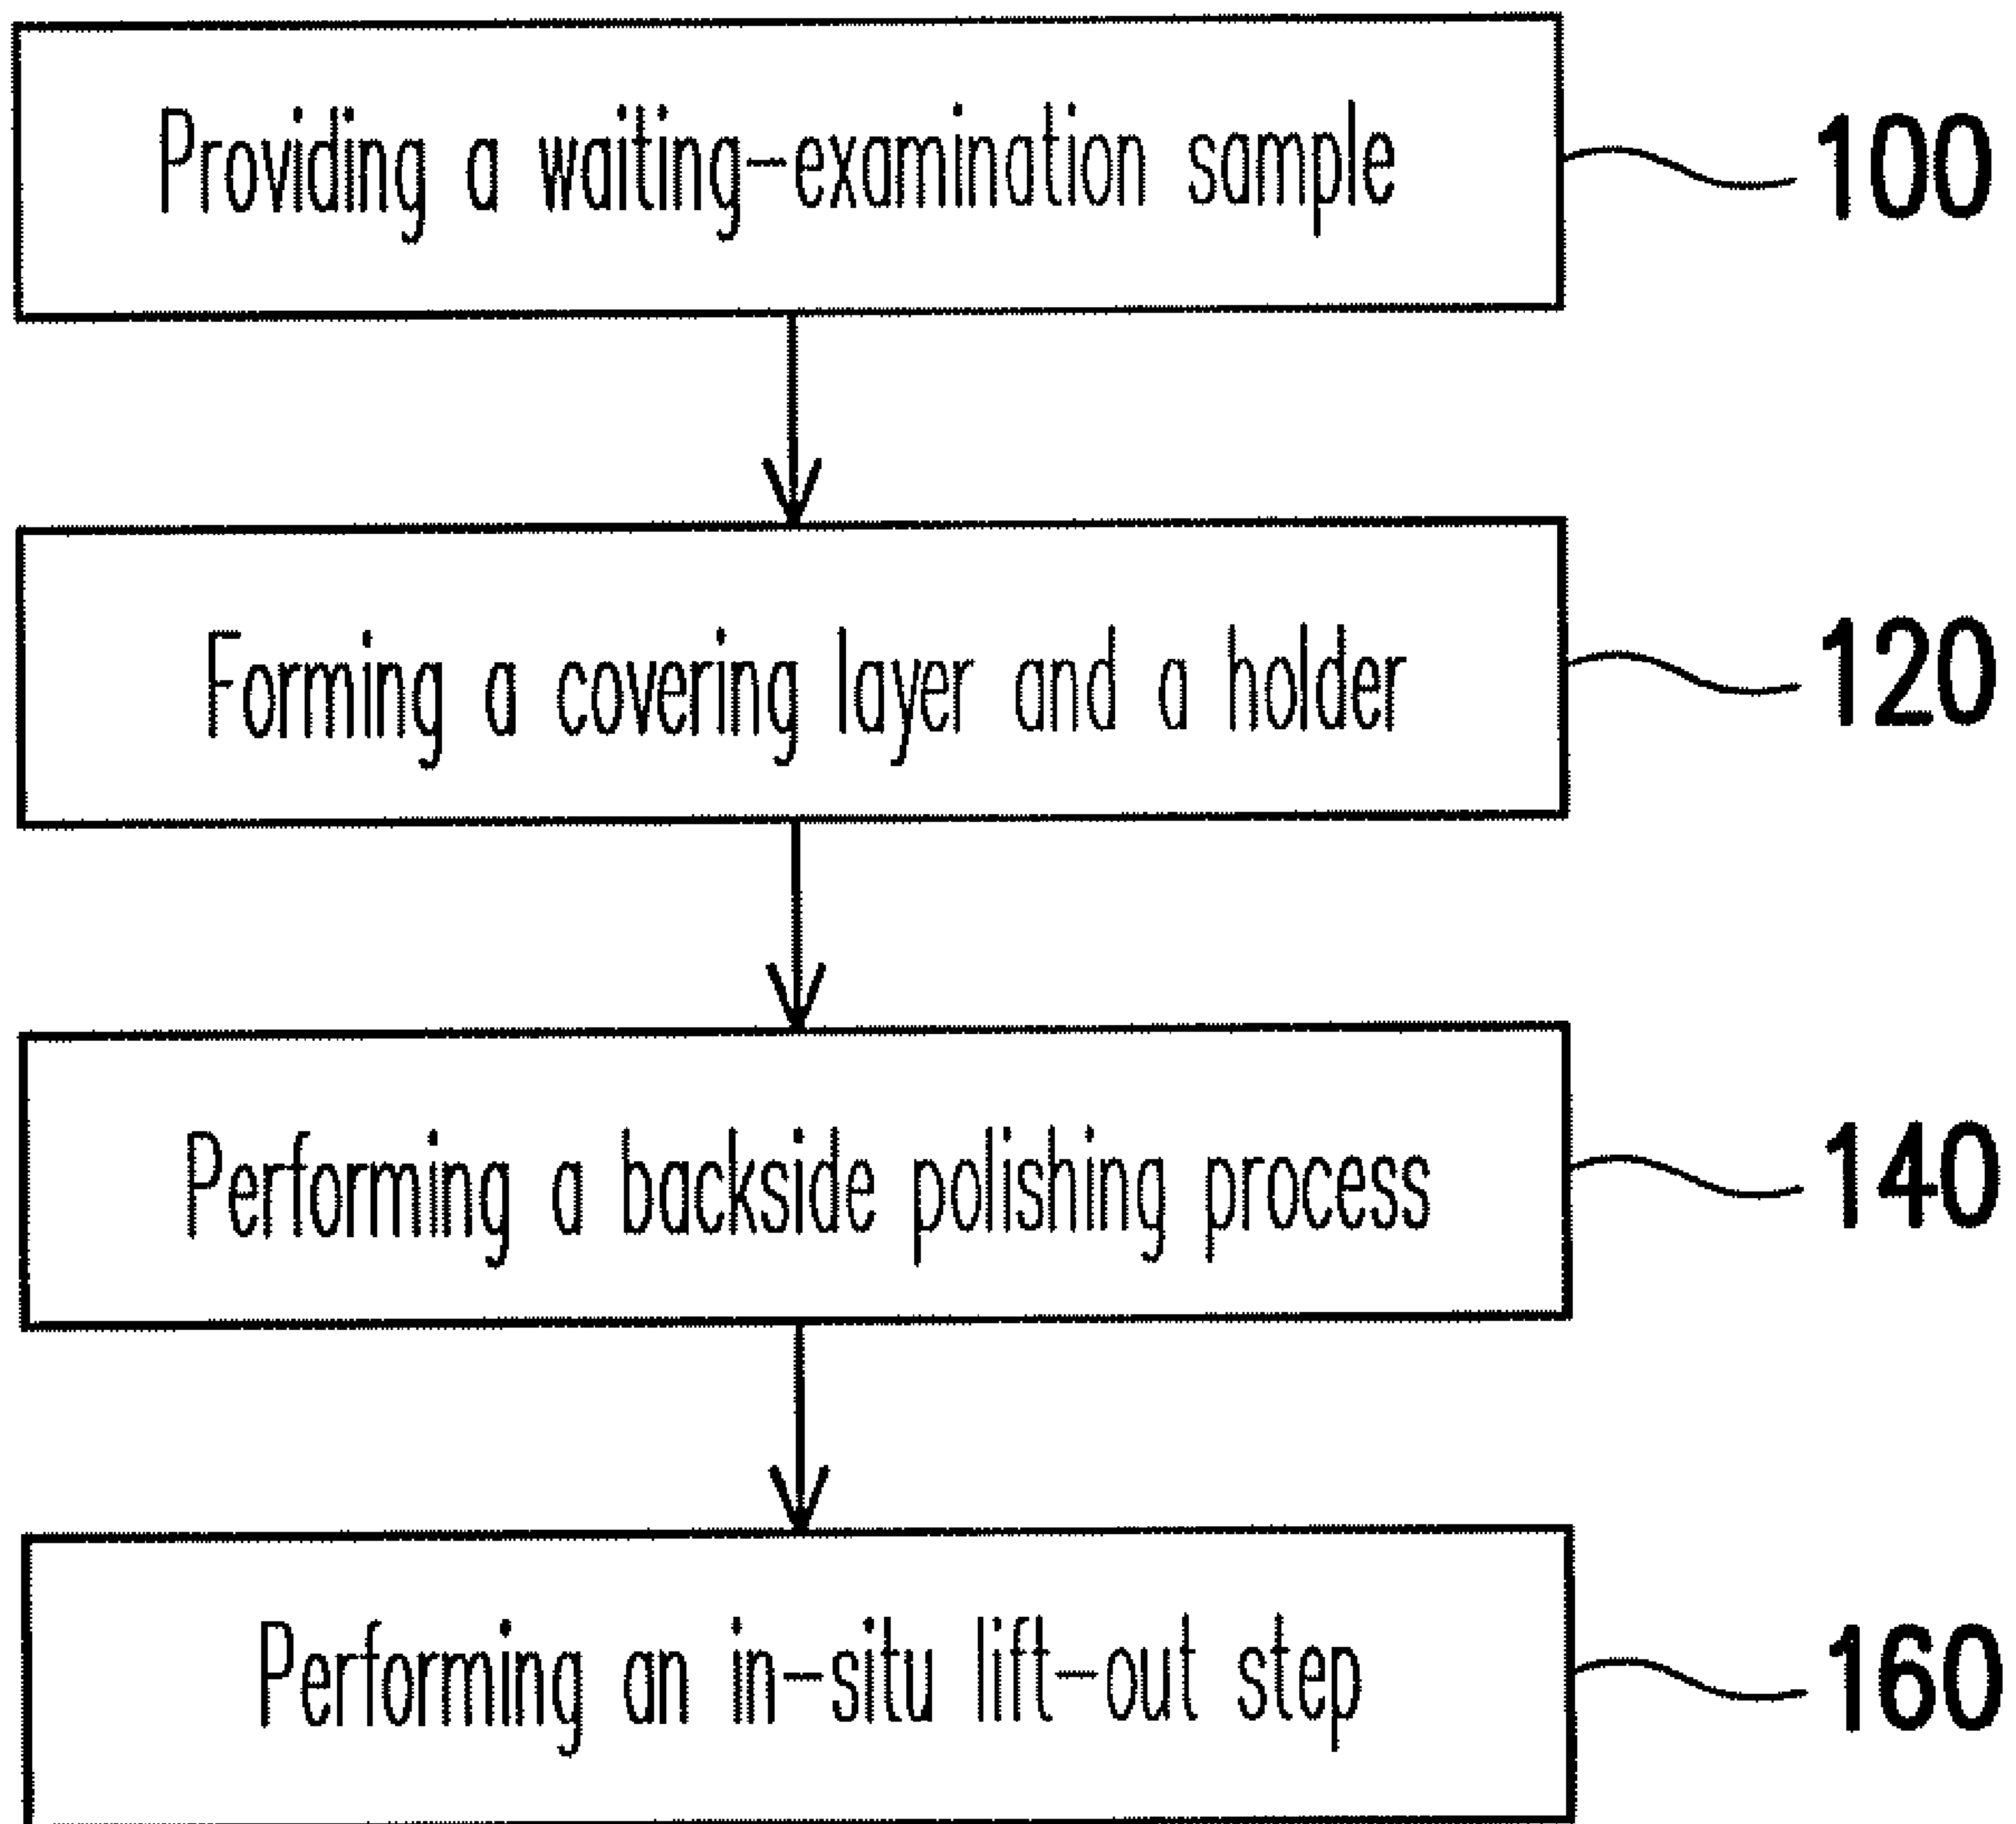 Providing a waiting-examination sample 100
Forming a covering layer and a holder 120
Performing a backside polishing process 140
Performing an in-situ lift-out step 160